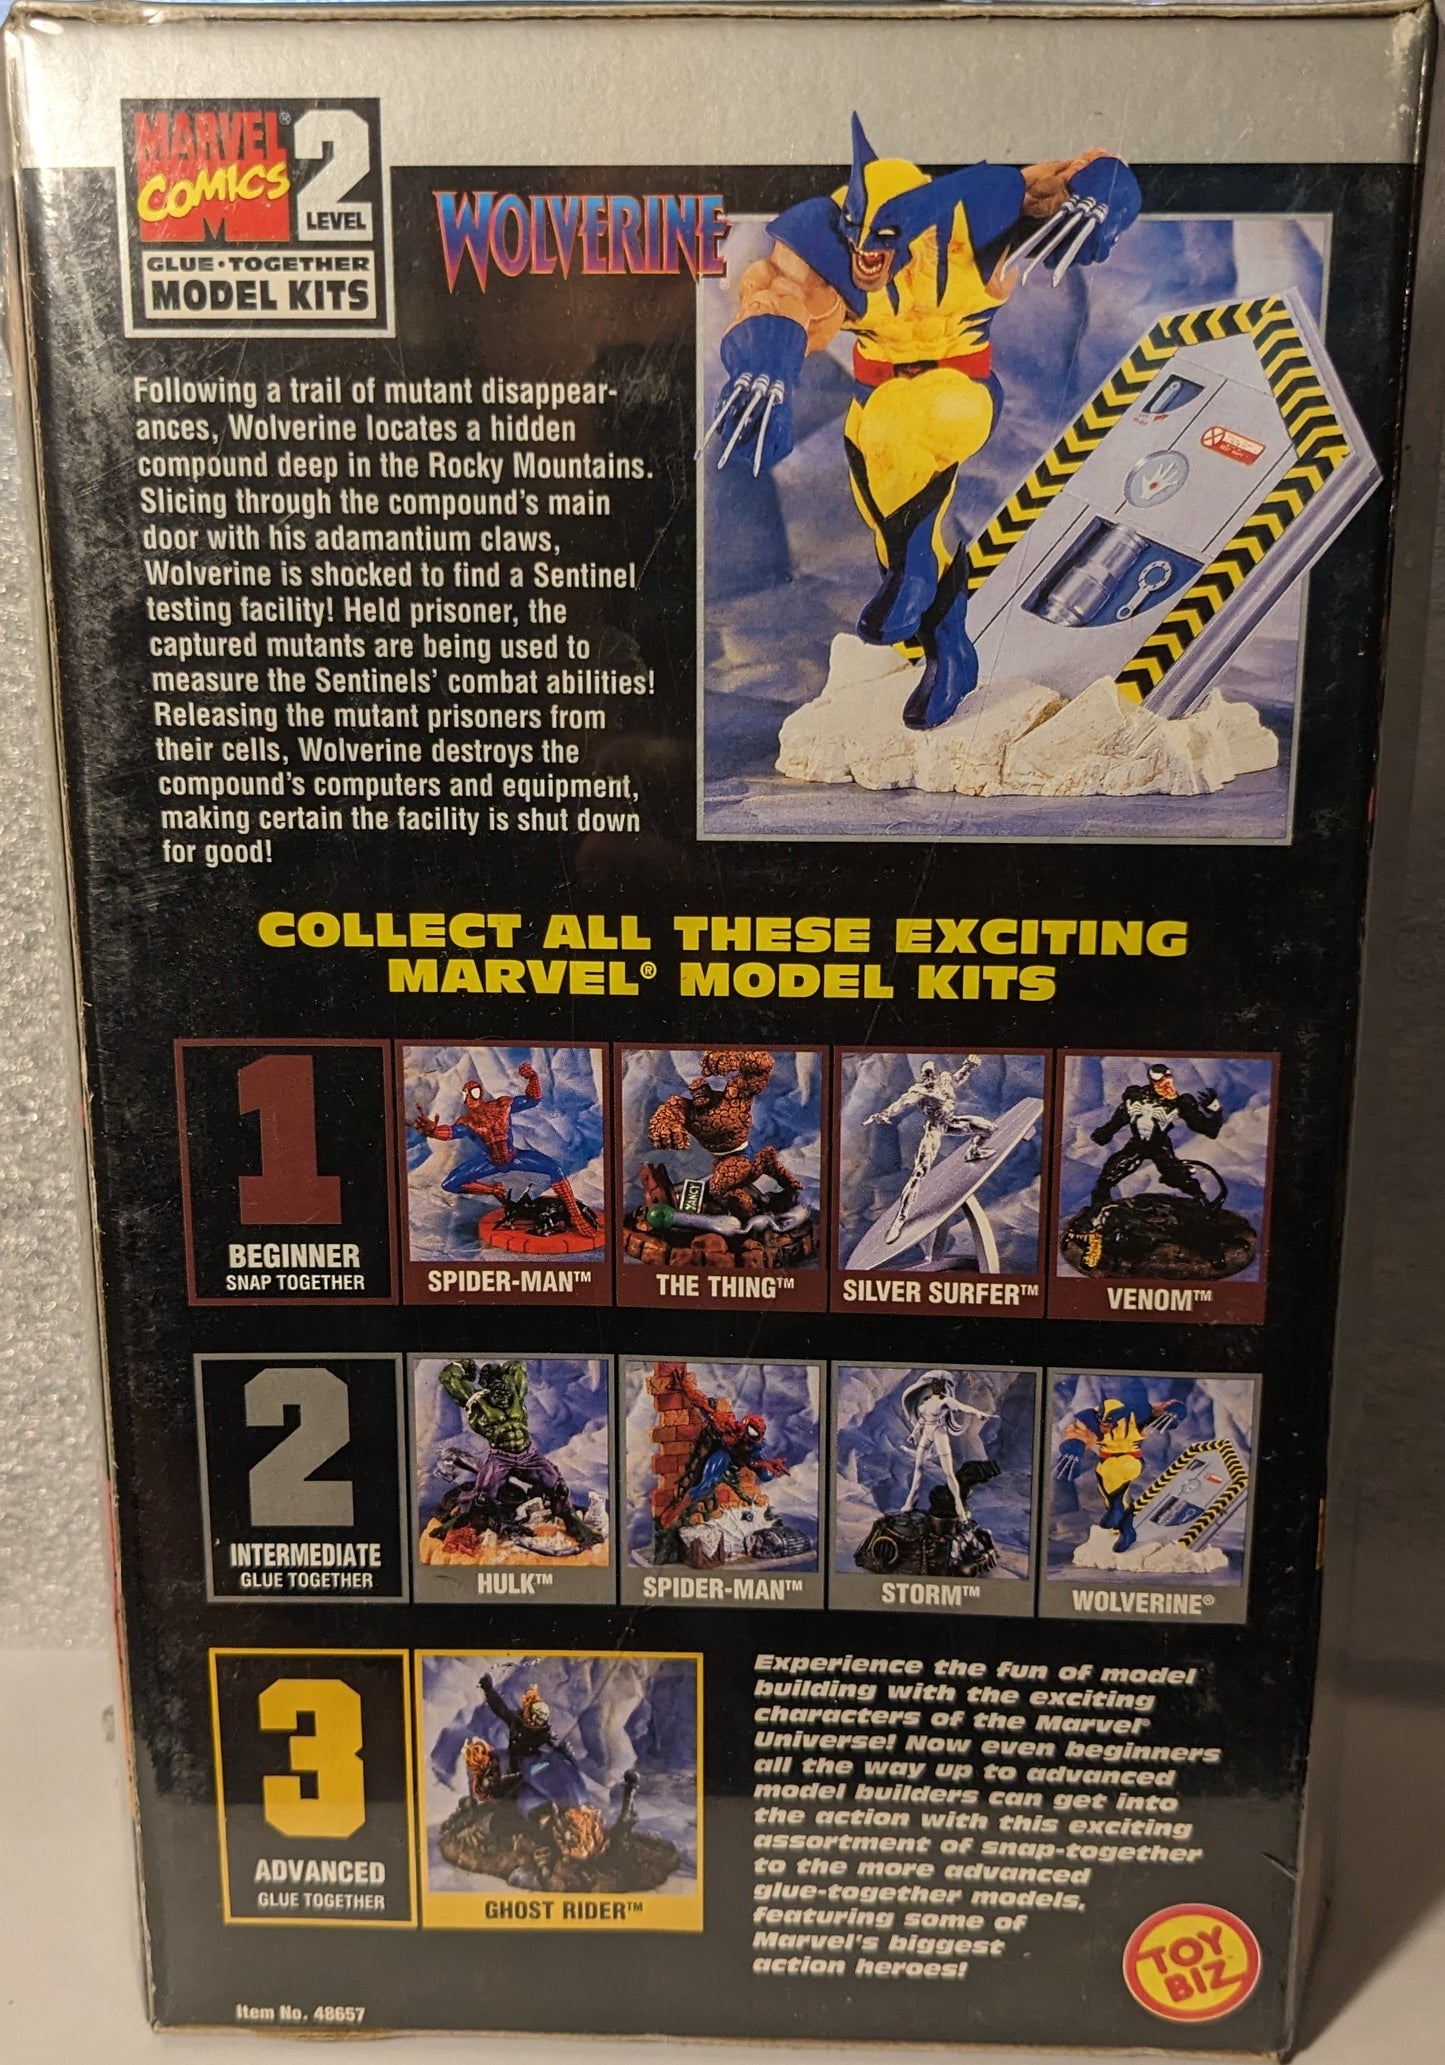 MARVEL®
COMICS
2
LEVEL
GLUE•TOGETHER
MODEL KITS
WOLVERINE
Following a trail of mutant disappear-
ances, Wolverine locates a hidden
compound deep in the Rocky Mountains.
Slicing through the compound's main
door with his adamantium claws,
Wolverine is shocked to find a Sentinel
testing facility! Held prisoner, the
captured mutants are being used to
measure the Sentinels' combat abilities!
Releasing the mutant prisoners from
their cells, Wolverine destroys the
compound's computers and equipment,
making certain the facility is shut down
for good!
COLLECT ALL THESE EXCITING
MARVEL® MODEL KITS
1
BEGINNER
SNAP TOGETHER
YANCY
SPIDER-MAN™
THE THING™
SILVER SURFER™
VENOM™
2
INTERMEDIATE
GLUE TOGETHER
HULK™
SPIDER-MAN™
STORM™
WOLVERINE®
3
ADVANCED
GLUE TOGETHER
GHOST RIDER™
Experience the fun of model
building with the exciting
characters of the Marvel®
Universe! Now even beginners
all the way up to advanced
model builders can get into
the action with this exciting
assortment of snap-together
to the more advanced
glue-together models,
featuring some of
Marvel's biggest
action heroes!
TOY
BIZ
Item No. 48657